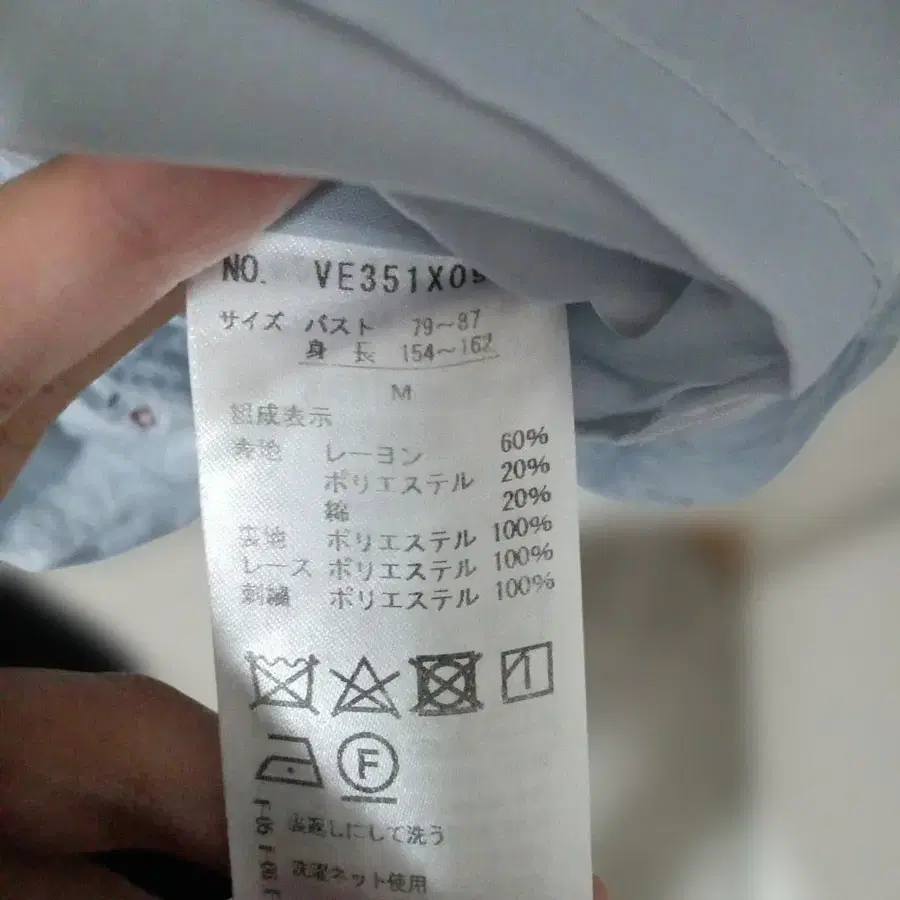 NO. VE351X09
サイズ バスト 79～87
身 長 154～162
M
組成表示
表地 レーヨン 60%
ポリエステル 20%
綿 20%
裏地 ポリエステル 100%
レース ポリエステル 100%
刺繍 ポリエステル 100%
F
裏返しにして洗う
洗濯ネット使用